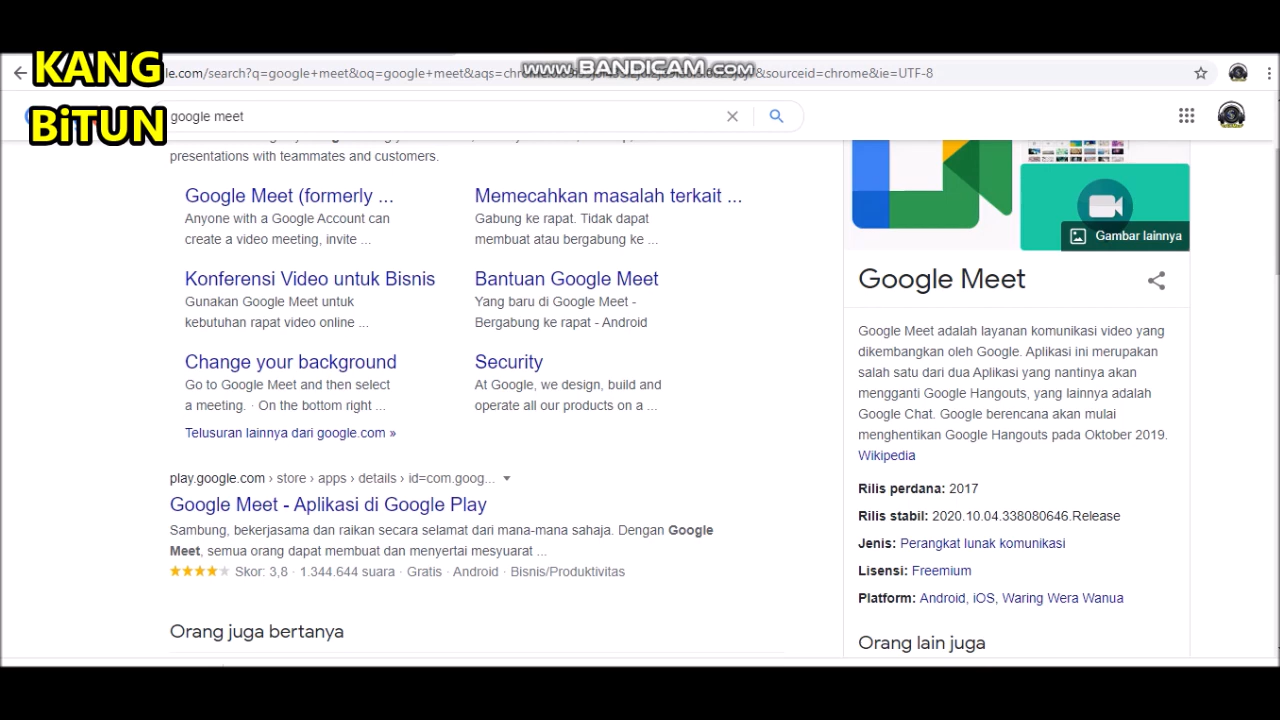 KANG
BiTUN
www.BANDICAM.com
le.com/search?q=google+meet&oq=google+meet&aqs=chrome
&sourceid=chrome&ie=UTF-8
google meet
presentations with teammates and customers.
Google Meet (formerly ...
Anyone with a Google Account can
create a video meeting, invite ...
Memecahkan masalah terkait ...
Gabung ke rapat. Tidak dapat
membuat atau bergabung ke ...
Konferensi Video untuk Bisnis
Gunakan Google Meet untuk
kebutuhan rapat video online ...
Bantuan Google Meet
Yang baru di Google Meet -
Bergabung ke rapat - Android
Change your background
Go to Google Meet and then select
a meeting. · On the bottom right ...
Security
At Google, we design, build and
operate all our products on a ...
Telusuran lainnya dari google.com »
play.google.com › store › apps › details › id=com.goog...
Google Meet - Aplikasi di Google Play
Sambung, bekerjasama dan raikan secara selamat dari mana-mana sahaja. Dengan Google
Meet, semua orang dapat membuat dan menyertai mesyuarat ...
Skor: 3,8 · 1.344.644 suara · Gratis · Android · Bisnis/Produktivitas
Orang juga bertanya
Gambar lainnya
Google Meet
Google Meet adalah layanan komunikasi video yang
dikembangkan oleh Google. Aplikasi ini merupakan
salah satu dari dua Aplikasi yang nantinya akan
mengganti Google Hangouts, yang lainnya adalah
Google Chat. Google berencana akan mulai
menghentikan Google Hangouts pada Oktober 2019.
Wikipedia
Rilis perdana: 2017
Rilis stabil: 2020.10.04.338080646.Release
Jenis: Perangkat lunak komunikasi
Lisensi: Freemium
Platform: Android, iOS, Waring Wera Wanua
Orang lain juga